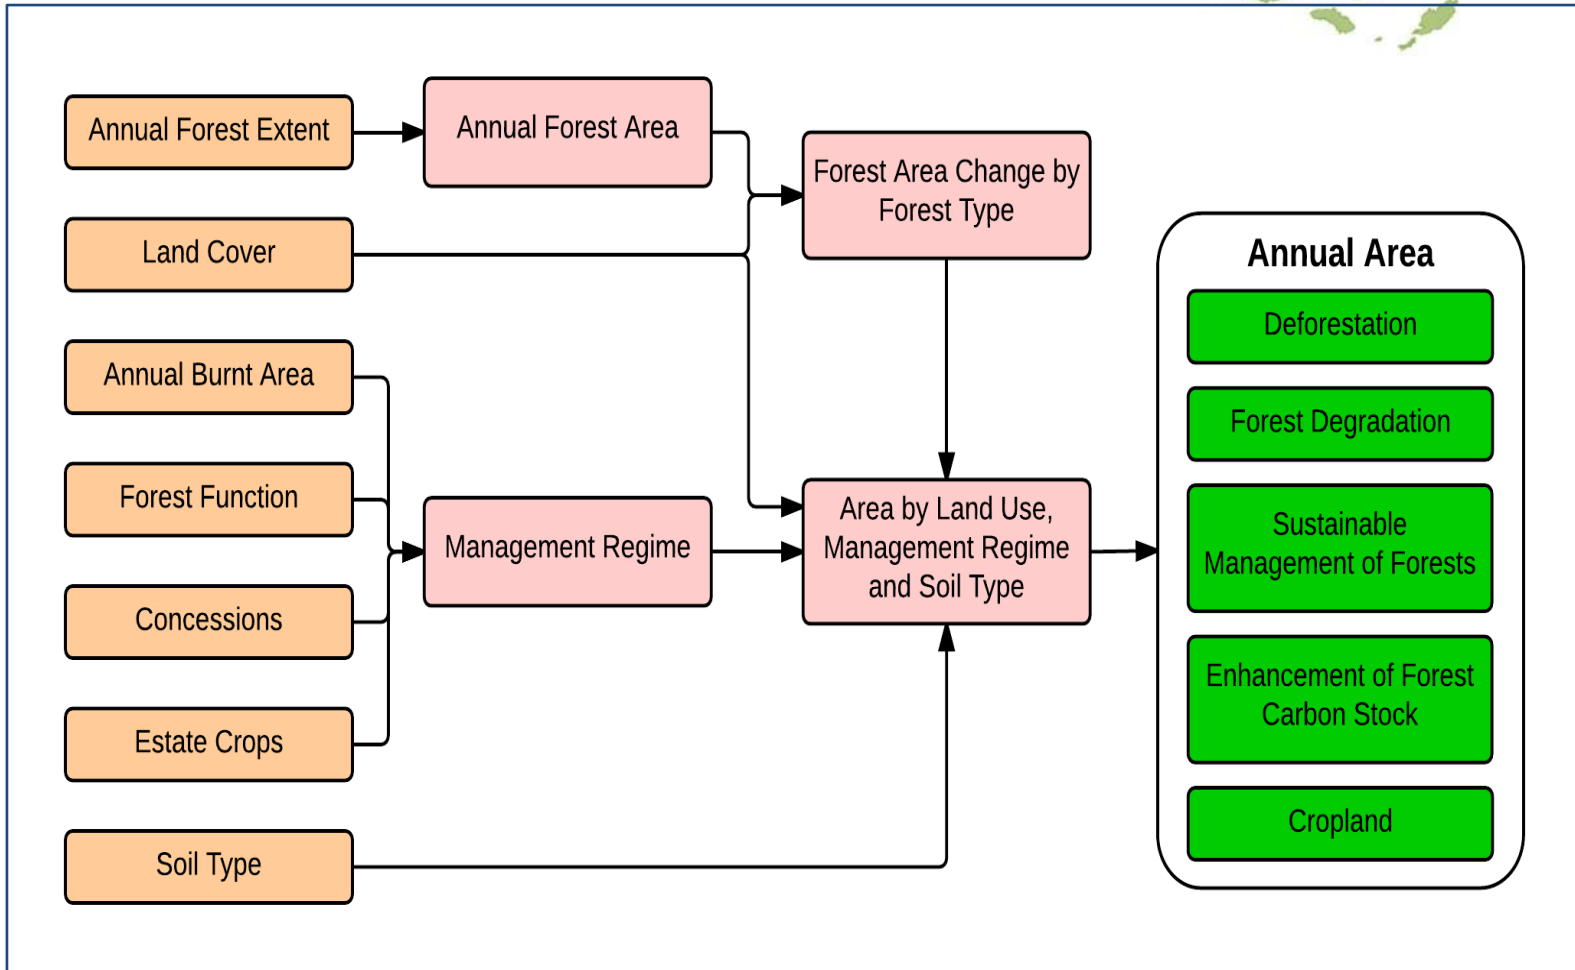 Annual Forest Extent
Land Cover
Annual Burnt Area
Forest Function
Concessions
Estate Crops
Soil Type
Annual Forest Area
Management Regime
Forest Area Change by
Forest Type
Area by Land Use,
Management Regime
and Soil Type
Annual Area
Deforestation
Forest Degradation
Sustainable
Management of Forests
Enhancement of Forest
Carbon Stock
Cropland